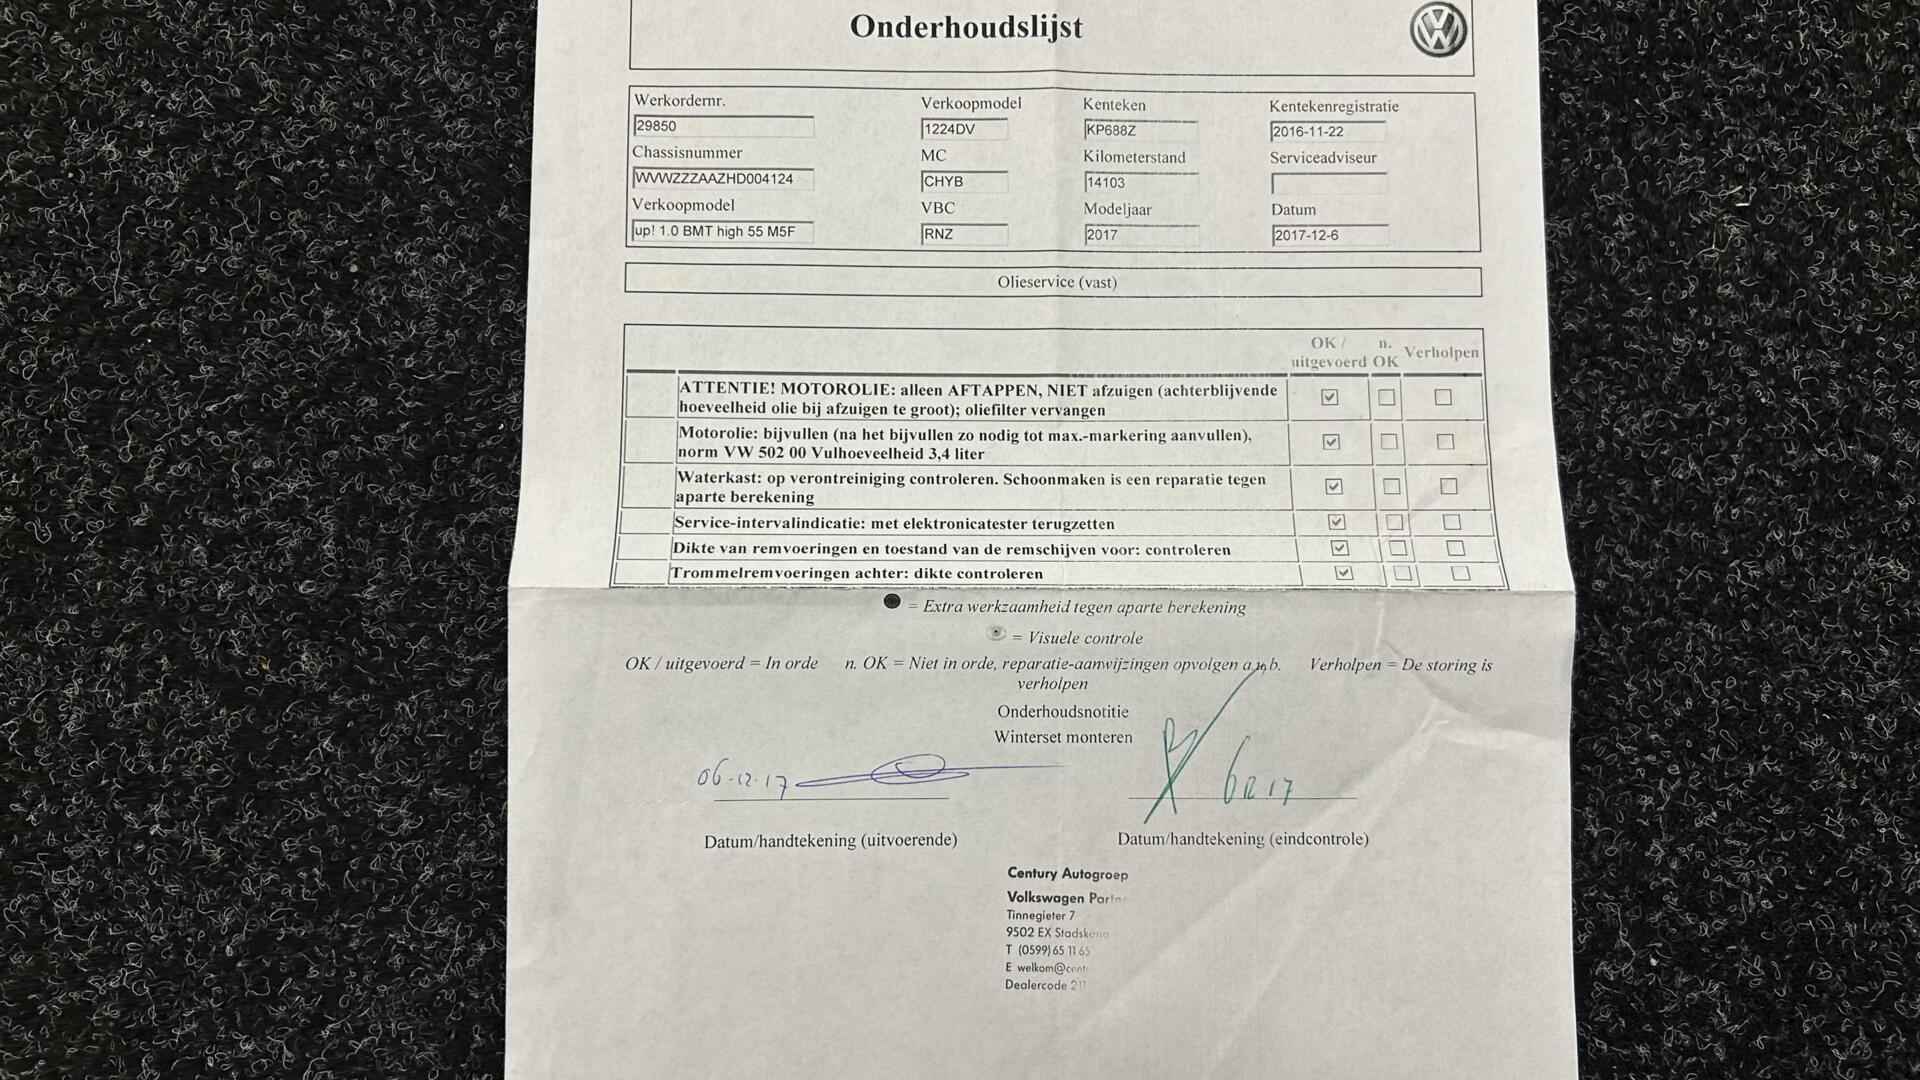 Onderhoudslijst
Werkordernr. Verkoopmodel Kenteken Kentekenregistratie
29850 1224DV KP688Z 2016-11-22
Chassisnummer MC Kilometerstand Serviceadviseur
WVWZZZAAZHD004124 CHYB 14103
Verkoopmodel VBC Modeljaar Datum
up! 1.0 BMT high 55 M5F RNZ 2017 2017-12-6
Olieservice (vast)
OK / n. Verholpen
uitgevoerd OK
ATTENTIE! MOTOROLIE: alleen AFTAPPEN, NIET afzuigen (achterblijvende
hoeveelheid olie bij afzuigen te groot); oliefilter vervangen
Motorolie: bijvullen (na het bijvullen zo nodig tot max.-markering aanvullen),
norm VW 502 00 Vulhoeveelheid 3,4 liter
Waterkast: op verontreiniging controleren. Schoonmaken is een reparatie tegen
aparte berekening
Service-intervalindicatie: met elektronicatester terugzetten
Dikte van remvoeringen en toestand van de remschijven voor: controleren
Trommelremvoeringen achter: dikte controleren
= Extra werkzaamheid tegen aparte berekening
= Visuele controle
OK / uitgevoerd = In orde n. OK = Niet in orde, reparatie-aanwijzingen opvolgen a.u.b. Verholpen = De storing is
verholpen
Onderhoudsnotitie
Winterset monteren
06-12-17 6 12 17
Datum/handtekening (uitvoerende) Datum/handtekening (eindcontrole)
Century Autogroep
Volkswagen Partne
Tinnegieter 7
9502 EX Stadskana
T (0599) 65 11 65
E welkom@cent
Dealercode 211